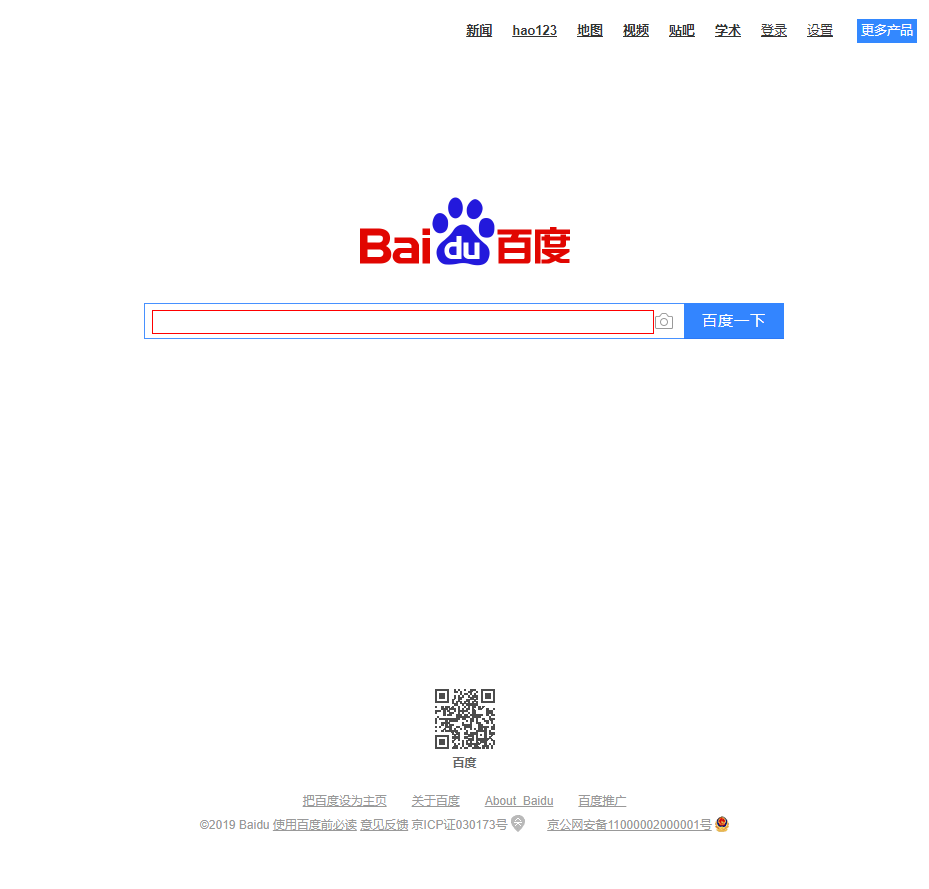 新闻 hao123 地图 视频 贴吧 学术 登录 设置 更多产品
Bai du 百度
百度一下
百度
把百度设为主页 关于百度 About Baidu 百度推广
©2019 Baidu 使用百度前必读 意见反馈 京ICP证030173号 京公网安备11000002000001号